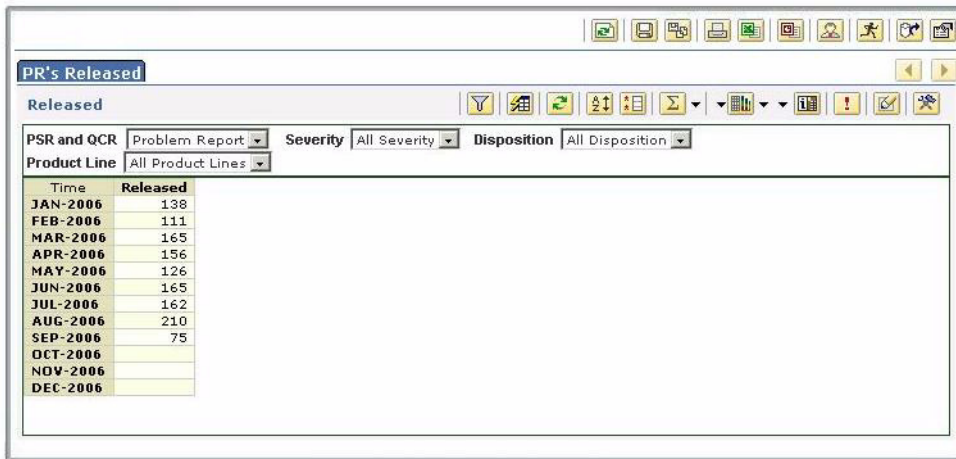 PR's Released
Released
PSR and QCR Problem Report Severity All Severity Disposition All Disposition
Product Line All Product Lines
Time Released
JAN-2006 138
FEB-2006 111
MAR-2006 165
APR-2006 156
MAY-2006 126
JUN-2006 165
JUL-2006 162
AUG-2006 210
SEP-2006 75
OCT-2006
NOV-2006
DEC-2006